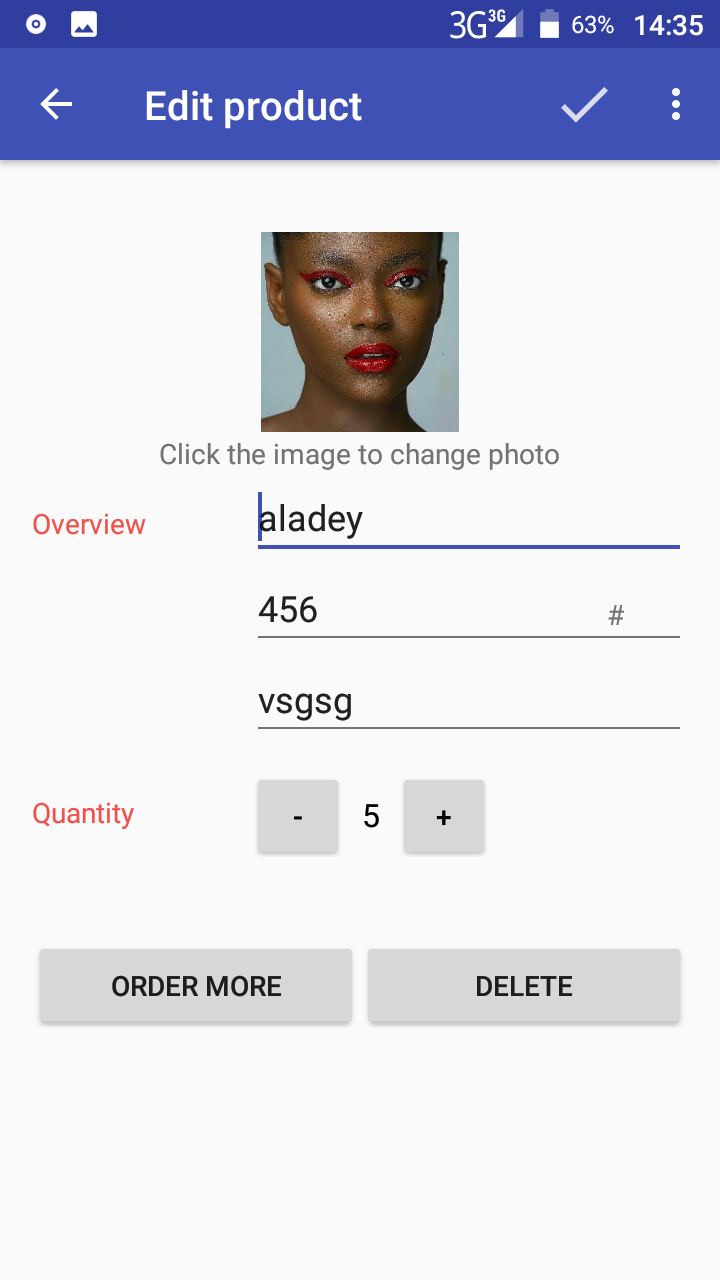 3G 3G 63% 14:35
Edit product
Click the image to change photo
Overview aladey
456 #
vsgsg
Quantity - 5 +
ORDER MORE DELETE